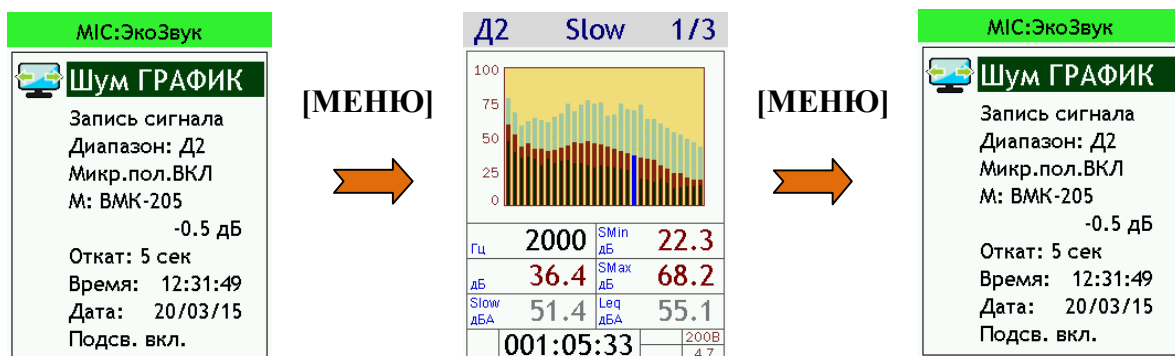 MIC:ЭкоЗвук
Шум ГРАФИК
Запись сигнала
Диапазон: Д2
Микр.пол.ВКЛ
М: ВМК-205
-0.5 дБ
Откат: 5 сек
Время: 12:31:49
Дата: 20/03/15
Подсв. вкл.
[МЕНЮ]
Д2 Slow 1/3
100
75
50
25
0
Гц 2000 SMin дБ 22.3
дБ 36.4 SMax дБ 68.2
Slow дБА 51.4 Leq дБА 55.1
001:05:33 200В
4.7
[МЕНЮ]
MIC:ЭкоЗвук
Шум ГРАФИК
Запись сигнала
Диапазон: Д2
Микр.пол.ВКЛ
М: ВМК-205
-0.5 дБ
Откат: 5 сек
Время: 12:31:49
Дата: 20/03/15
Подсв. вкл.